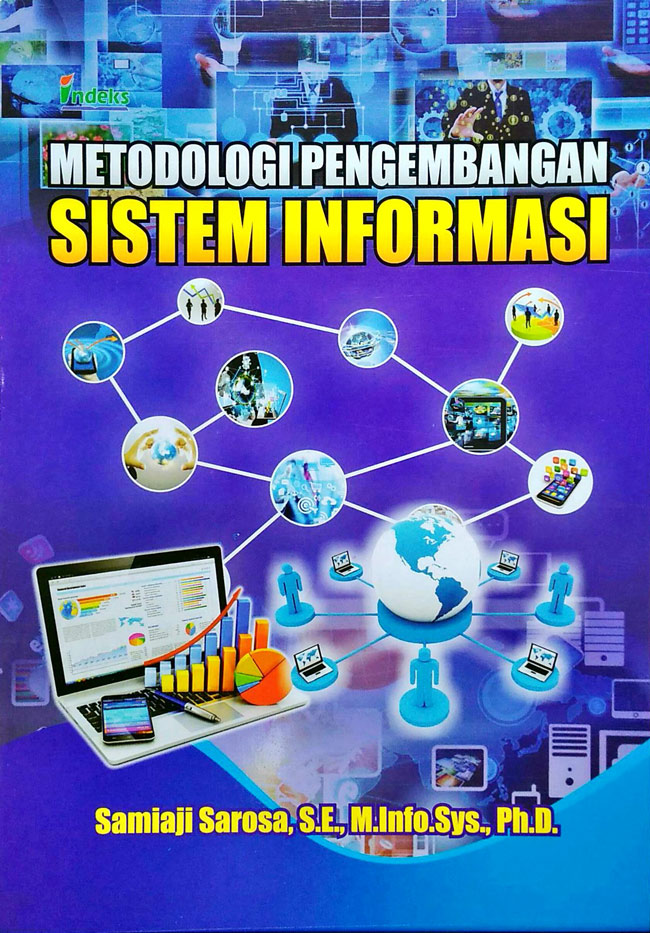 indeks
METODOLOGI PENGEMBANGAN
SISTEM INFORMASI
Samiaji Sarosa, S.E., M.Info.Sys., Ph.D.